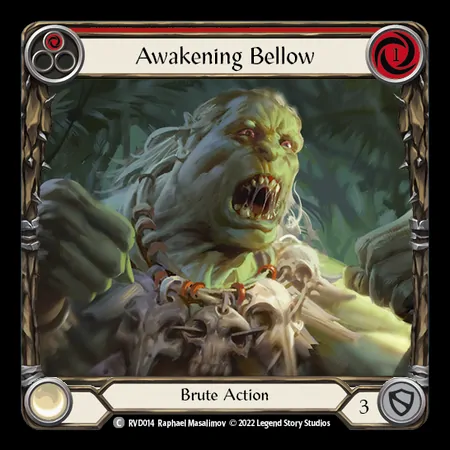 Awakening Bellow
1
Brute Action
3
C RVD014 Raphael Masalimov © 2022 Legend Story Studios